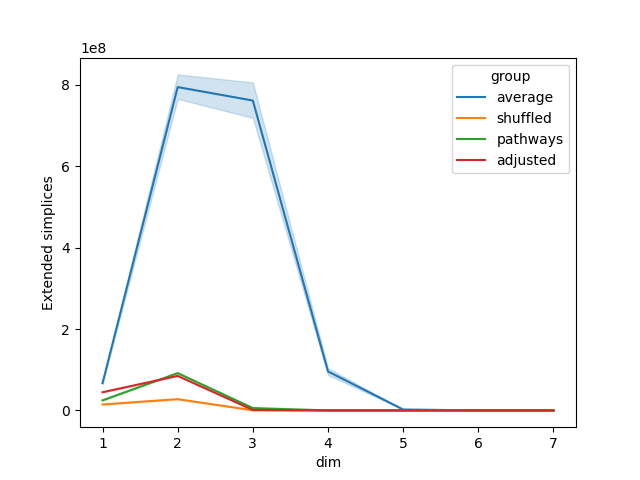 1e8
8
6
4
2
0
Extended simplices
1 2 3 4 5 6 7
dim
group
average
shuffled
pathways
adjusted